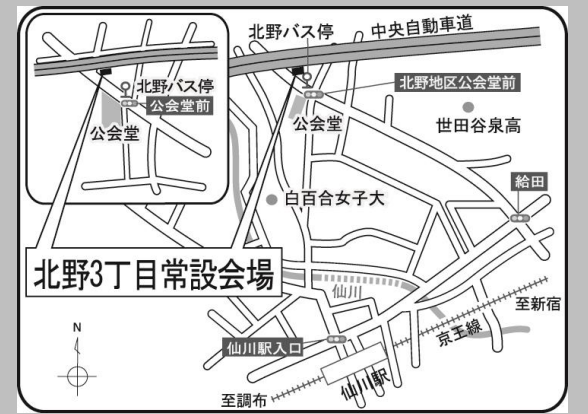 北野バス停
中央自動車道
北野バス停
公会堂前
公会堂
北野地区公会堂前
公会堂
世田谷泉高
給田
白百合女子大
北野3丁目常設会場
仙川
至新宿
京王線
N
仙川駅入口
仙川駅
至調布